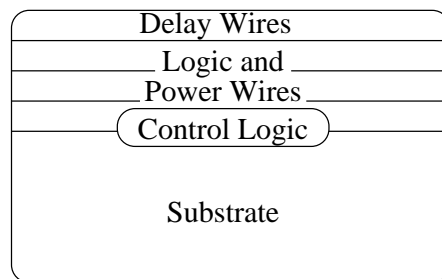 Delay Wires
Logic and
Power Wires
Control Logic
Substrate